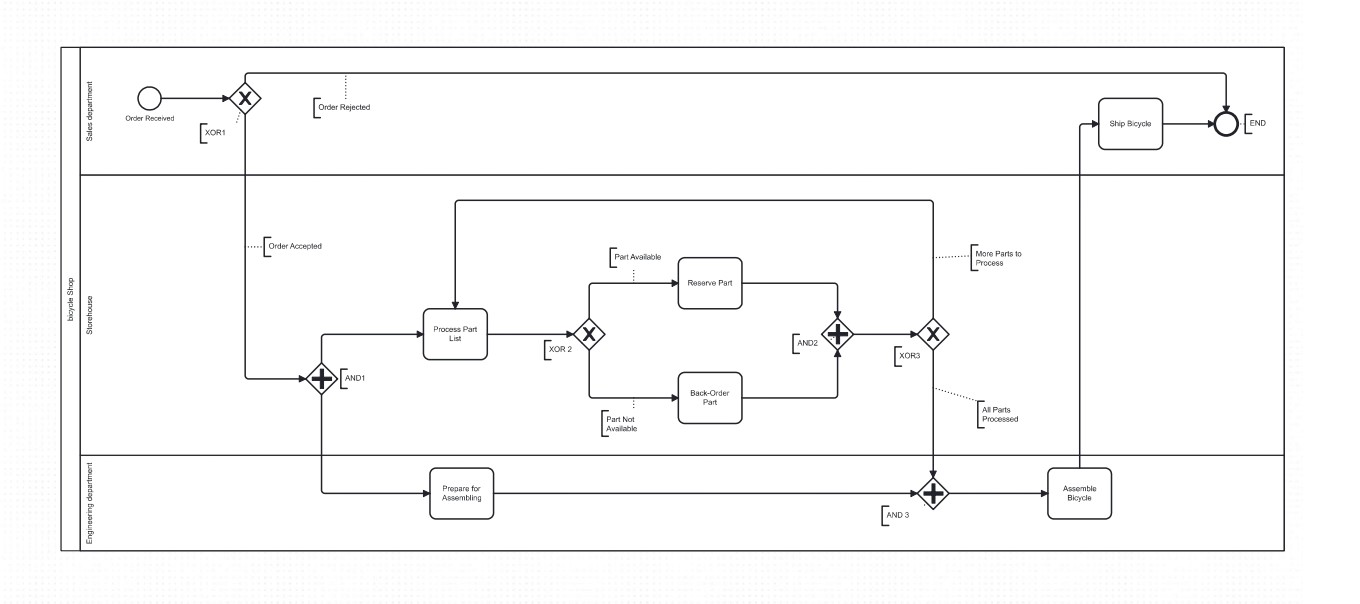 bicycle Shop
Sales department
Order Received
XOR1
Order Rejected
Ship Bicycle
END
Storehouse
Order Accepted
AND1
Process Part
List
XOR 2
Part Available
Reserve Part
Part Not
Available
Back-Order
Part
AND2
XOR3
More Parts to
Process
All Parts
Processed
Engineering department
Prepare for
Assembling
AND 3
Assemble
Bicycle